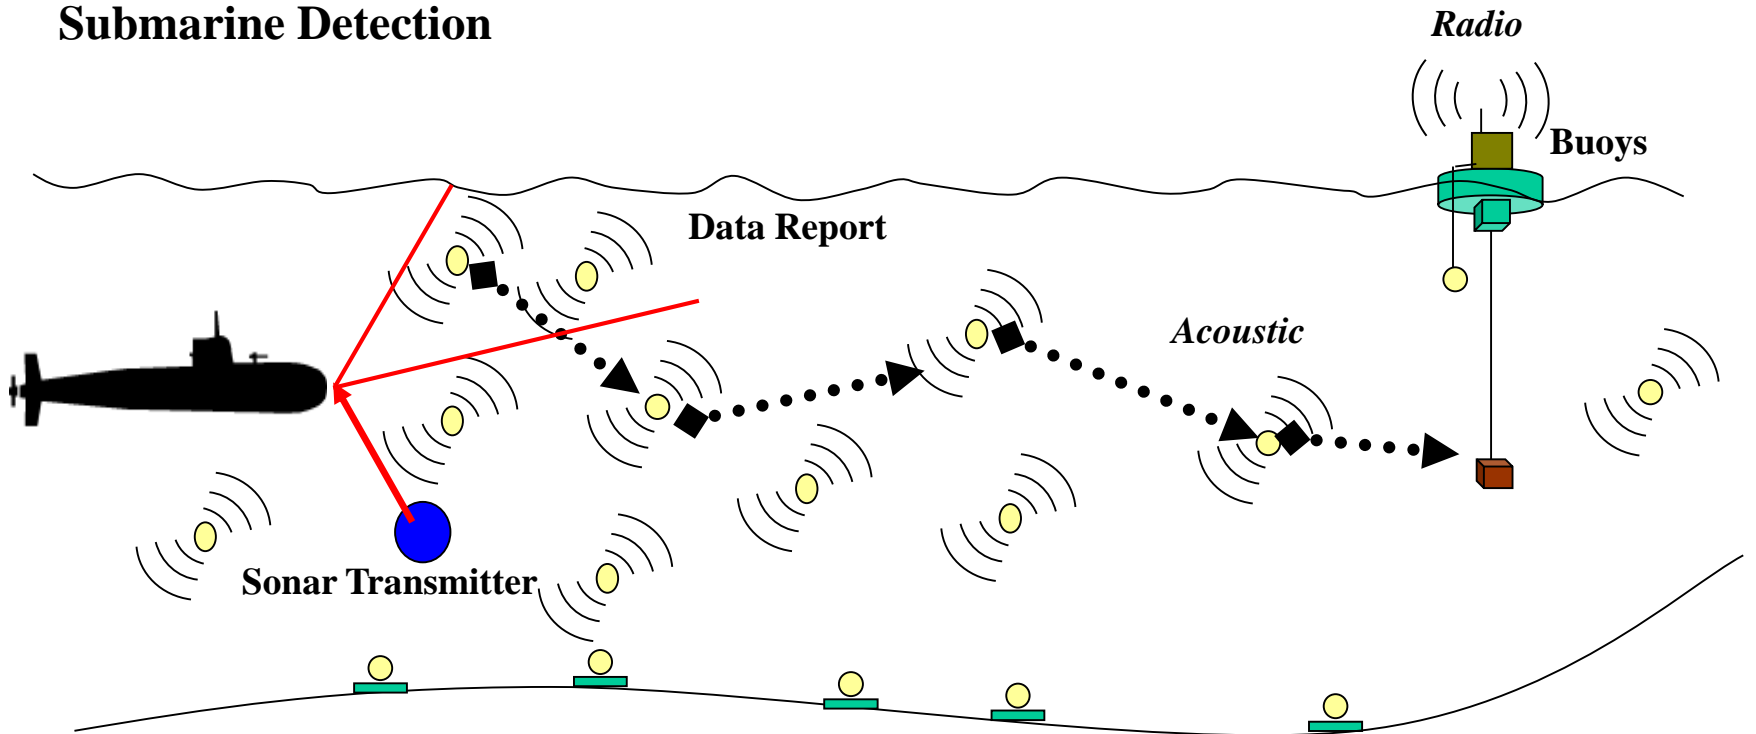 Submarine Detection
Radio
Buoys
Data Report
Acoustic
Sonar Transmitter